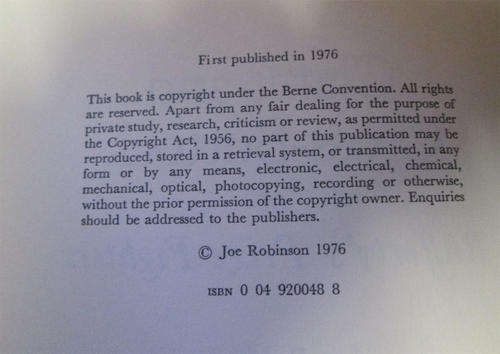 First published in 1976
This book is copyright under the Berne Convention. All rights
are reserved. Apart from any fair dealing for the purpose of
private study, research, criticism or review, as permitted under
the Copyright Act, 1956, no part of this publication may be
reproduced, stored in a retrieval system, or transmitted, in any
form or by any means, electronic, electrical, chemical,
mechanical, optical, photocopying, recording or otherwise,
without the prior permission of the copyright owner. Enquiries
should be addressed to the publishers.
© Joe Robinson 1976
ISBN 0 04 920048 8